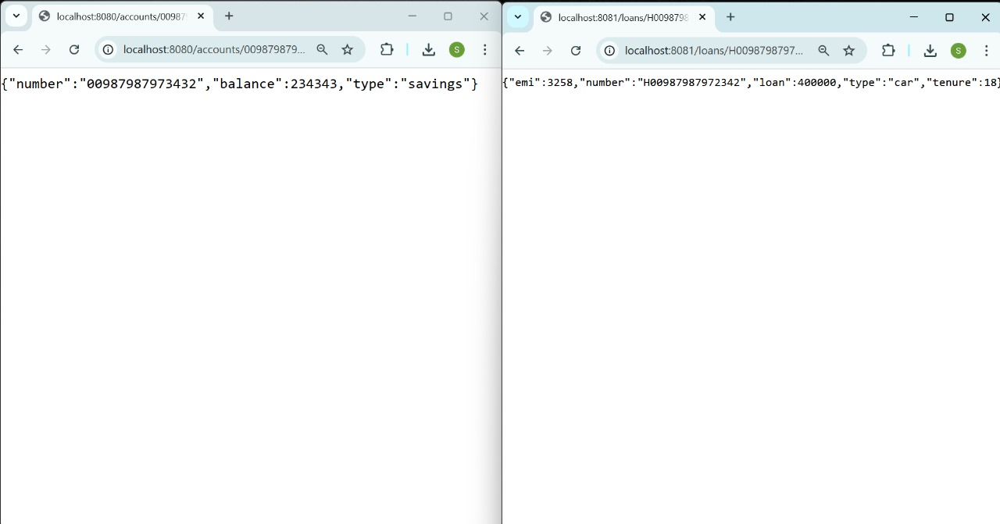 localhost:8080/accounts/00987
localhost:8080/accounts/009879879...
S
{"number":"00987987973432","balance":234343,"type":"savings"}
localhost:8081/loans/H0098798
localhost:8081/loans/H0098798797...
S
{"emi":3258,"number":"H00987987972342","loan":400000,"type":"car","tenure":18}